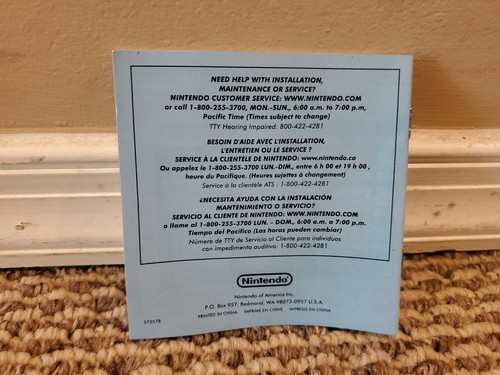 NEED HELP WITH INSTALLATION,
MAINTENANCE OR SERVICE?
NINTENDO CUSTOMER SERVICE: WWW.NINTENDO.COM
or call 1-800-255-3700, MON.-SUN., 6:00 a.m. to 7:00 p.m,
Pacific Time (Times subject to change)
TTY Hearing Impaired: 800-422-4281
BESOIN D'AIDE AVEC L'INSTALLATION,
L'ENTRETIEN OU LE SERVICE ?
SERVICE À LA CLIENTÈLE DE NINTENDO: www.nintendo.ca
Ou appelez le 1-800-255-3700 LUN.-DIM., entre 6 h 00 et 19 h 00 ,
heure du Pacifique. (Heures sujettes à changement)
Service à la clientèle ATS : 1-800-422-4281
¿NECESITA AYUDA CON LA INSTALACIÓN
MANTENIMIENTO O SERVICIO?
SERVICIO AL CLIENTE DE NINTENDO: WWW.NINTENDO.COM
o llame al 1-800-255-3700 LUN. - DOM., 6:00 a.m. a 7:00 p.m.
Tiempo del Pacífico (Las horas pueden cambiar)
Número de TTY de Servicio al Cliente para individuos
con impedimento auditivo: 1-800-422-4281
Nintendo®
Nintendo of America Inc.
P.O. Box 957, Redmond, WA 98073-0957 U.S.A.
57357B PRINTED IN CHINA IMPRIMÉ EN CHINE IMPRESO EN CHINA